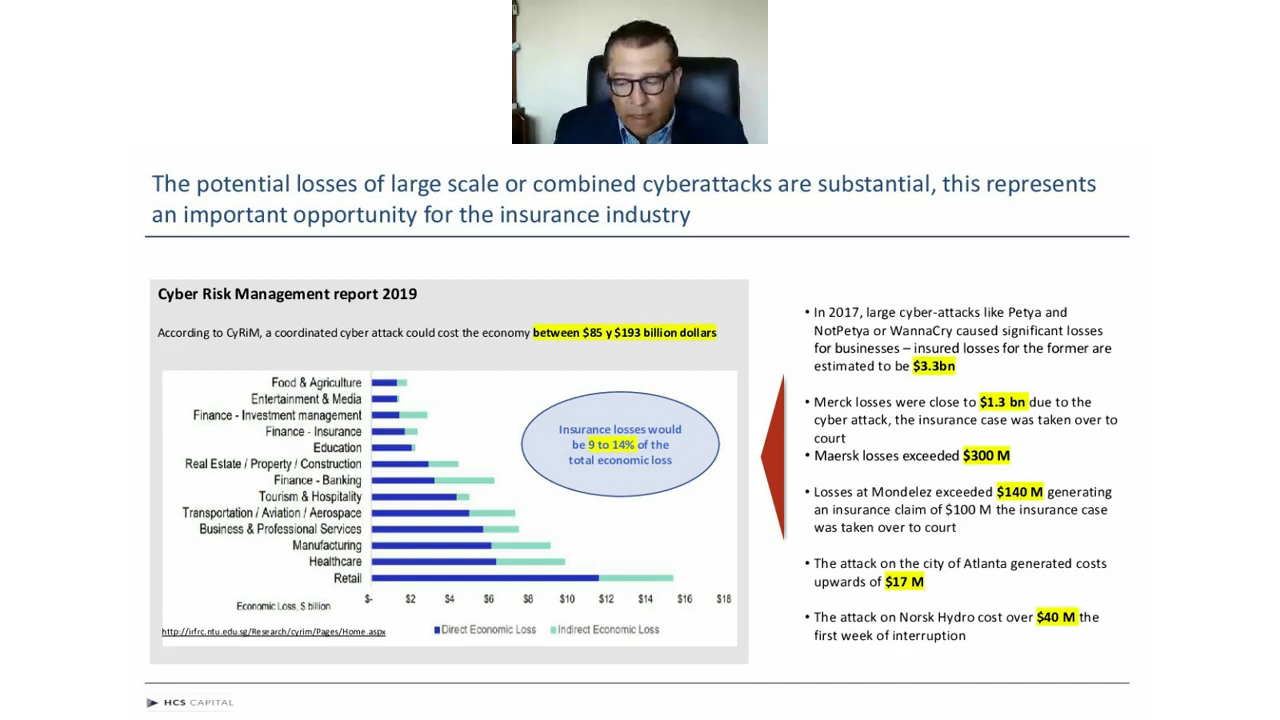 The potential losses of large scale or combined cyberattacks are substantial, this represents
an important opportunity for the insurance industry
Cyber Risk Management report 2019
According to CyRiM, a coordinated cyber attack could cost the economy between $85 y $193 billion dollars
Food & Agriculture
Entertainment & Media
Finance - Investment management
Finance - Insurance
Education
Real Estate / Property / Construction
Finance - Banking
Tourism & Hospitality
Transportation / Aviation / Aerospace
Business & Professional Services
Manufacturing
Healthcare
Retail
Insurance losses would
be 9 to 14% of the
total economic loss
$- $2 $4 $6 $8 $10 $12 $14 $16 $18
Economic Loss, $ billion
http://irfrc.ntu.edu.sg/Research/cyrim/Pages/Home.aspx
Direct Economic Loss Indirect Economic Loss
• In 2017, large cyber-attacks like Petya and
NotPetya or WannaCry caused significant losses
for businesses – insured losses for the former are
estimated to be $3.3bn
• Merck losses were close to $1.3 bn due to the
cyber attack, the insurance case was taken over to
court
• Maersk losses exceeded $300 M
• Losses at Mondelez exceeded $140 M generating
an insurance claim of $100 M the insurance case
was taken over to court
• The attack on the city of Atlanta generated costs
upwards of $17 M
• The attack on Norsk Hydro cost over $40 M the
first week of interruption
HCS CAPITAL